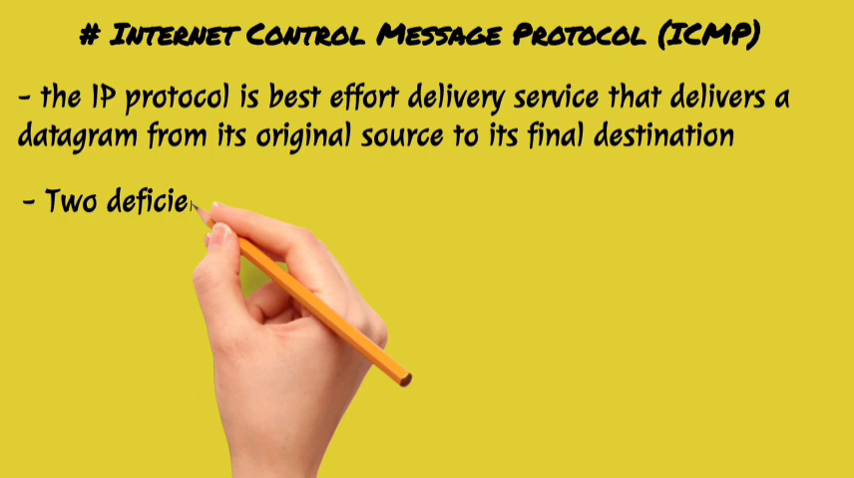 # Internet Control Message Protocol (ICMP)
- the IP protocol is best effort delivery service that delivers a
datagram from its original source to its final destination
- Two deficie